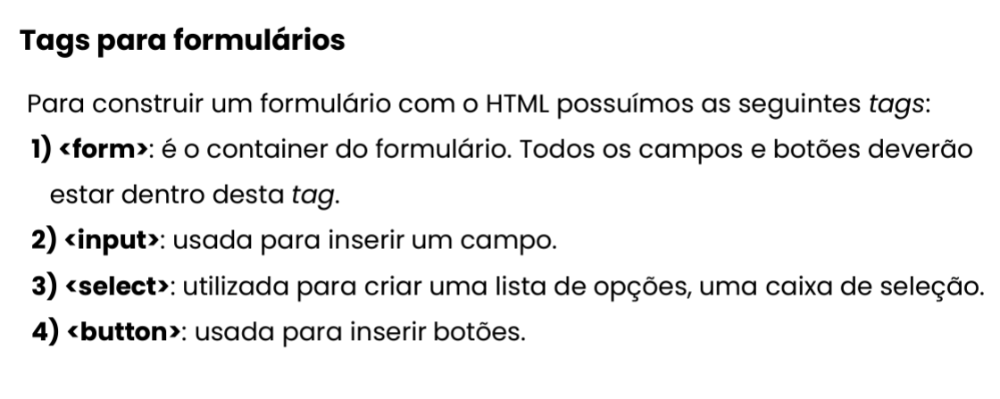 Tags para formulários
Para construir um formulário com o HTML possuímos as seguintes tags:
1) <form>: é o container do formulário. Todos os campos e botões deverão
estar dentro desta tag.
2) <input>: usada para inserir um campo.
3) <select>: utilizada para criar uma lista de opções, uma caixa de seleção.
4) <button>: usada para inserir botões.